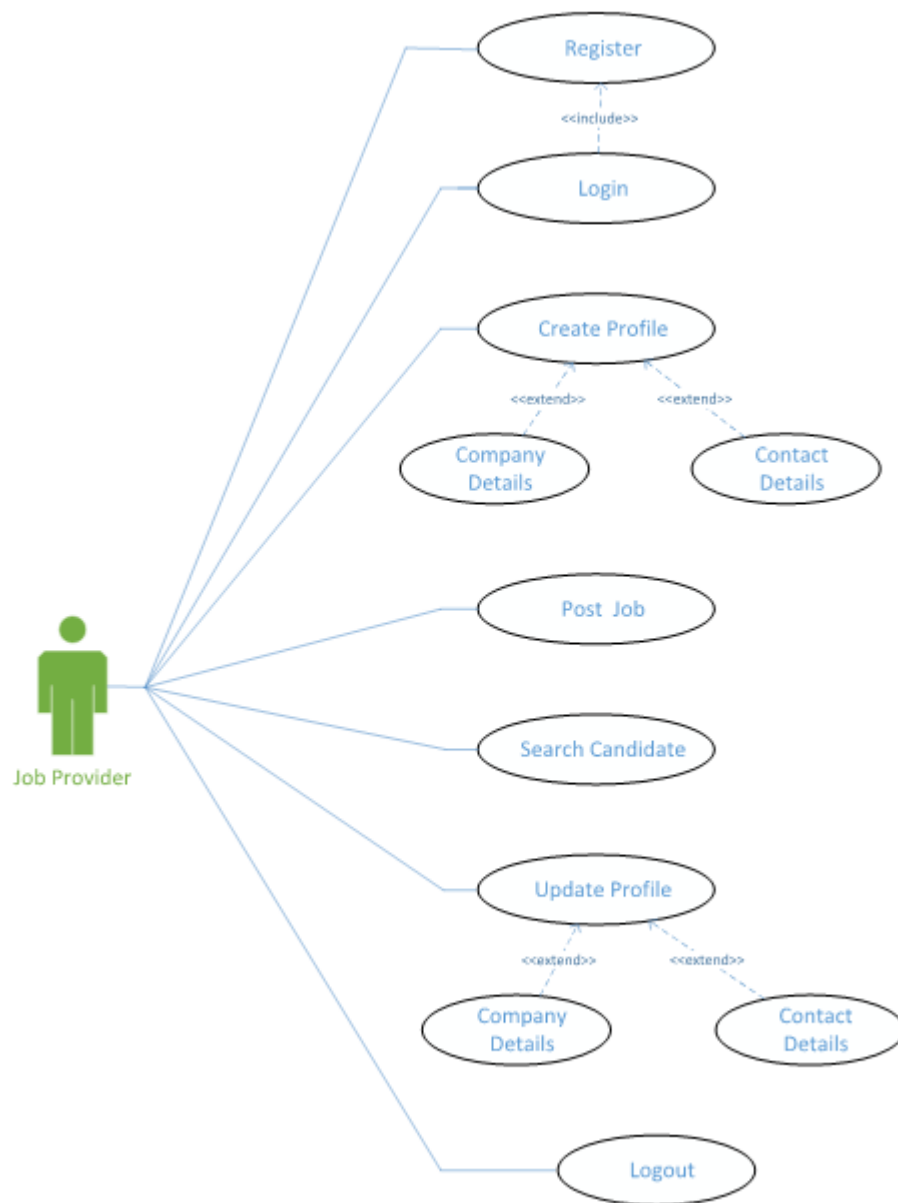 Register
<<include>>
Login
Create Profile
<<extend>>
<<extend>>
Company
Details
Contact
Details
Post Job
Job Provider
Search Candidate
Update Profile
<<extend>>
<<extend>>
Company
Details
Contact
Details
Logout